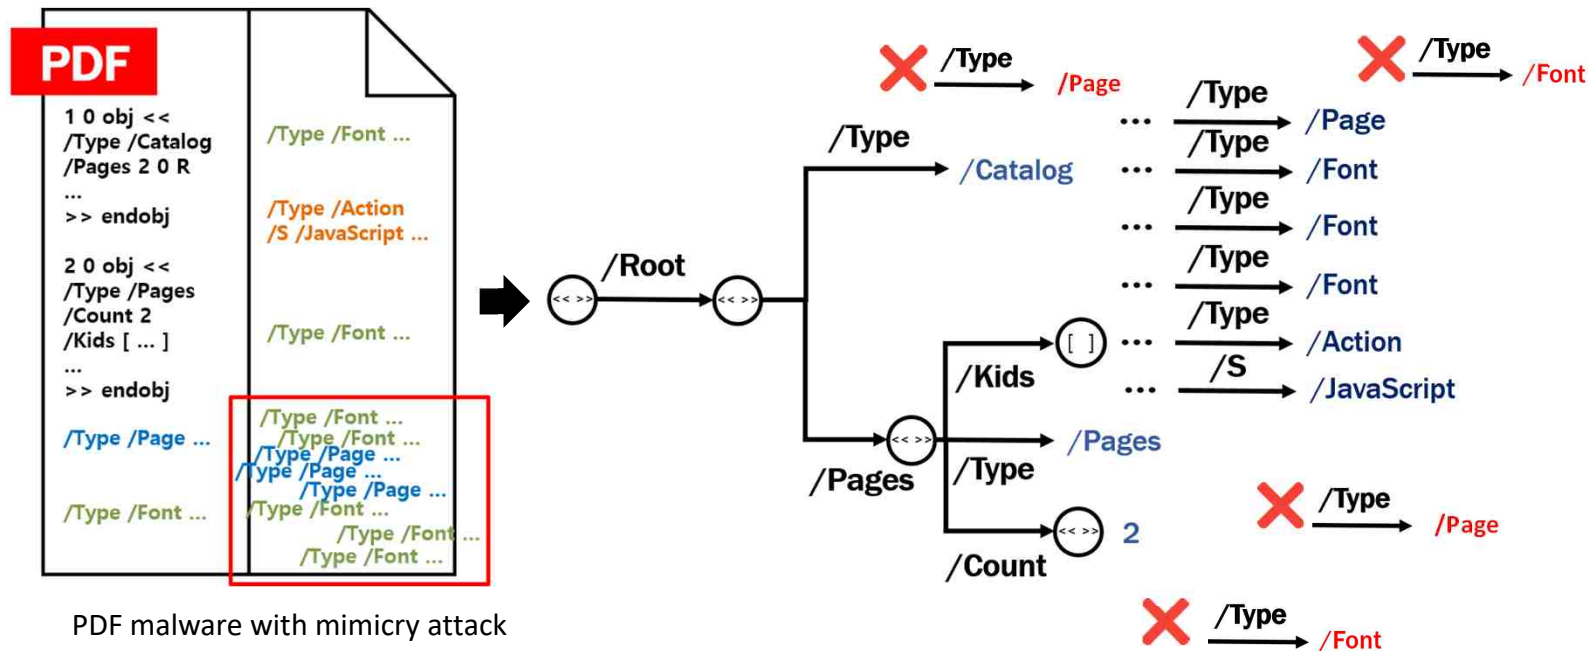 PDF
1 0 obj <<
/Type /Catalog
/Pages 2 0 R
...
>> endobj
2 0 obj <<
/Type /Pages
/Count 2
/Kids [ ... ]
...
>> endobj
/Type /Page ...
/Type /Font ...
/Type /Font ...
/Type /Action
/S /JavaScript ...
/Type /Font ...
/Type /Font ...
/Type /Font ...
/Type /Page ...
/Type /Page ...
/Type /Page ...
/Type /Font ...
/Type /Font ...
/Type /Font ...
PDF malware with mimicry attack
<< >>
/Root
<< >>
/Type
/Catalog
/Pages
<< >>
/Kids
[ ]
/Type
/Pages
/Count
<< >>
2
/Type
/Page
/Type
/Font
... /Type /Page
... /Type /Font
... /Type /Font
... /Type /Font
... /Type /Action
... /S /JavaScript
/Type
/Page
/Type
/Font